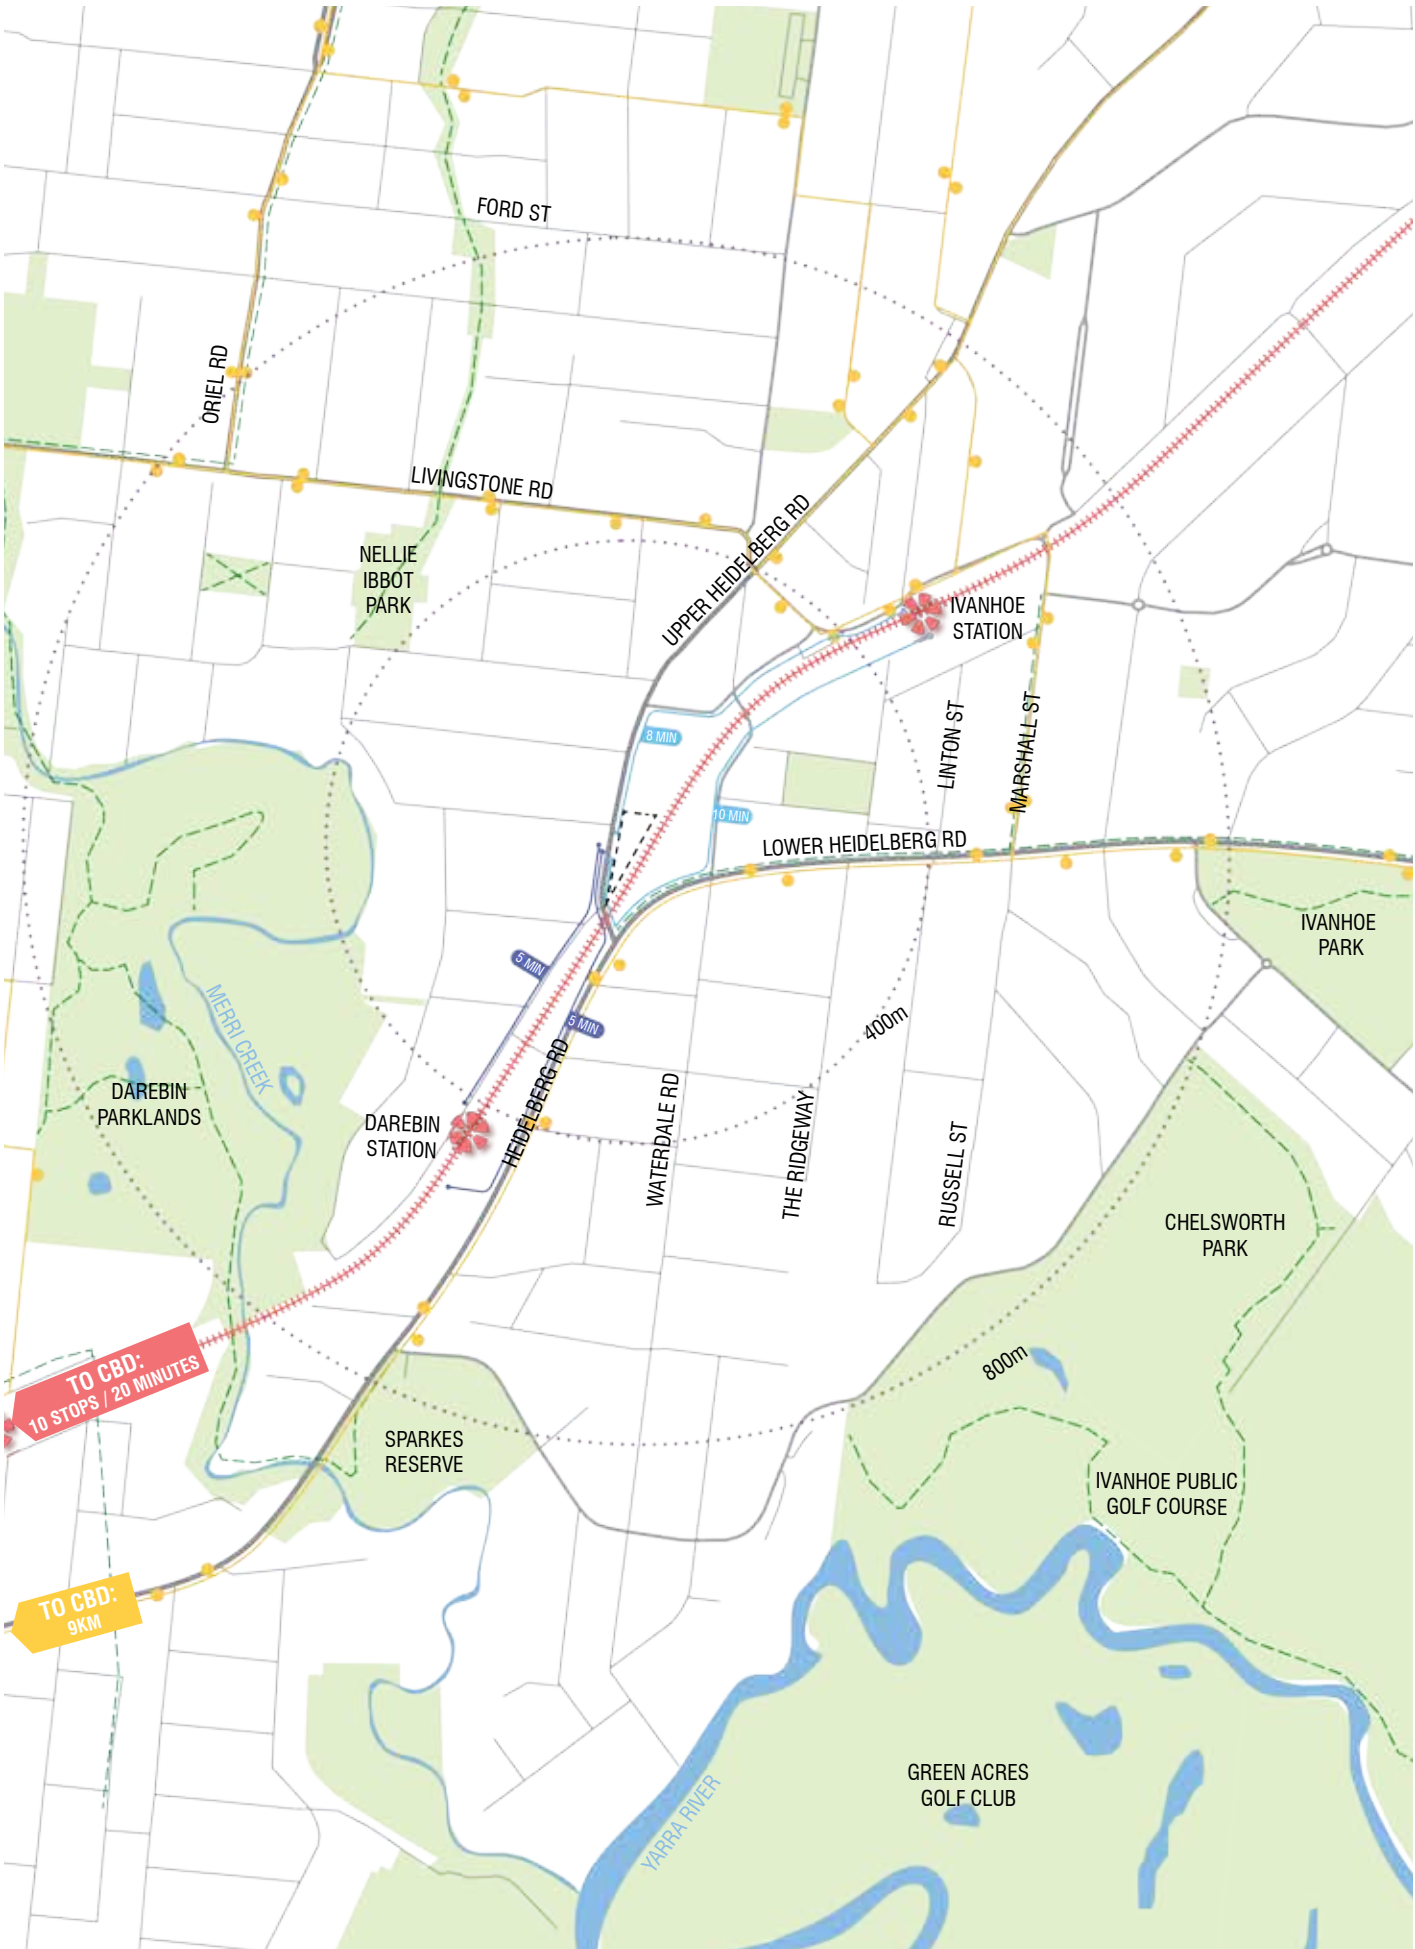 FORD ST
ORIEL RD
LIVINGSTONE RD
NELLIE
IBBOT
PARK
UPPER HEIDELBERG RD
IVANHOE
STATION
LINTON ST
MARSHALL ST
8 MIN
10 MIN
LOWER HEIDELBERG RD
IVANHOE
PARK
5 MIN
5 MIN
MERRI CREEK
400m
DAREBIN
PARKLANDS
DAREBIN
STATION
HEIDELBERG RD
WATERDALE RD
THE RIDGEWAY
RUSSELL ST
CHELSWORTH
PARK
TO CBD:
10 STOPS / 20 MINUTES
800m
SPARKES
RESERVE
IVANHOE PUBLIC
GOLF COURSE
TO CBD:
9KM
GREEN ACRES
GOLF CLUB
YARRA RIVER